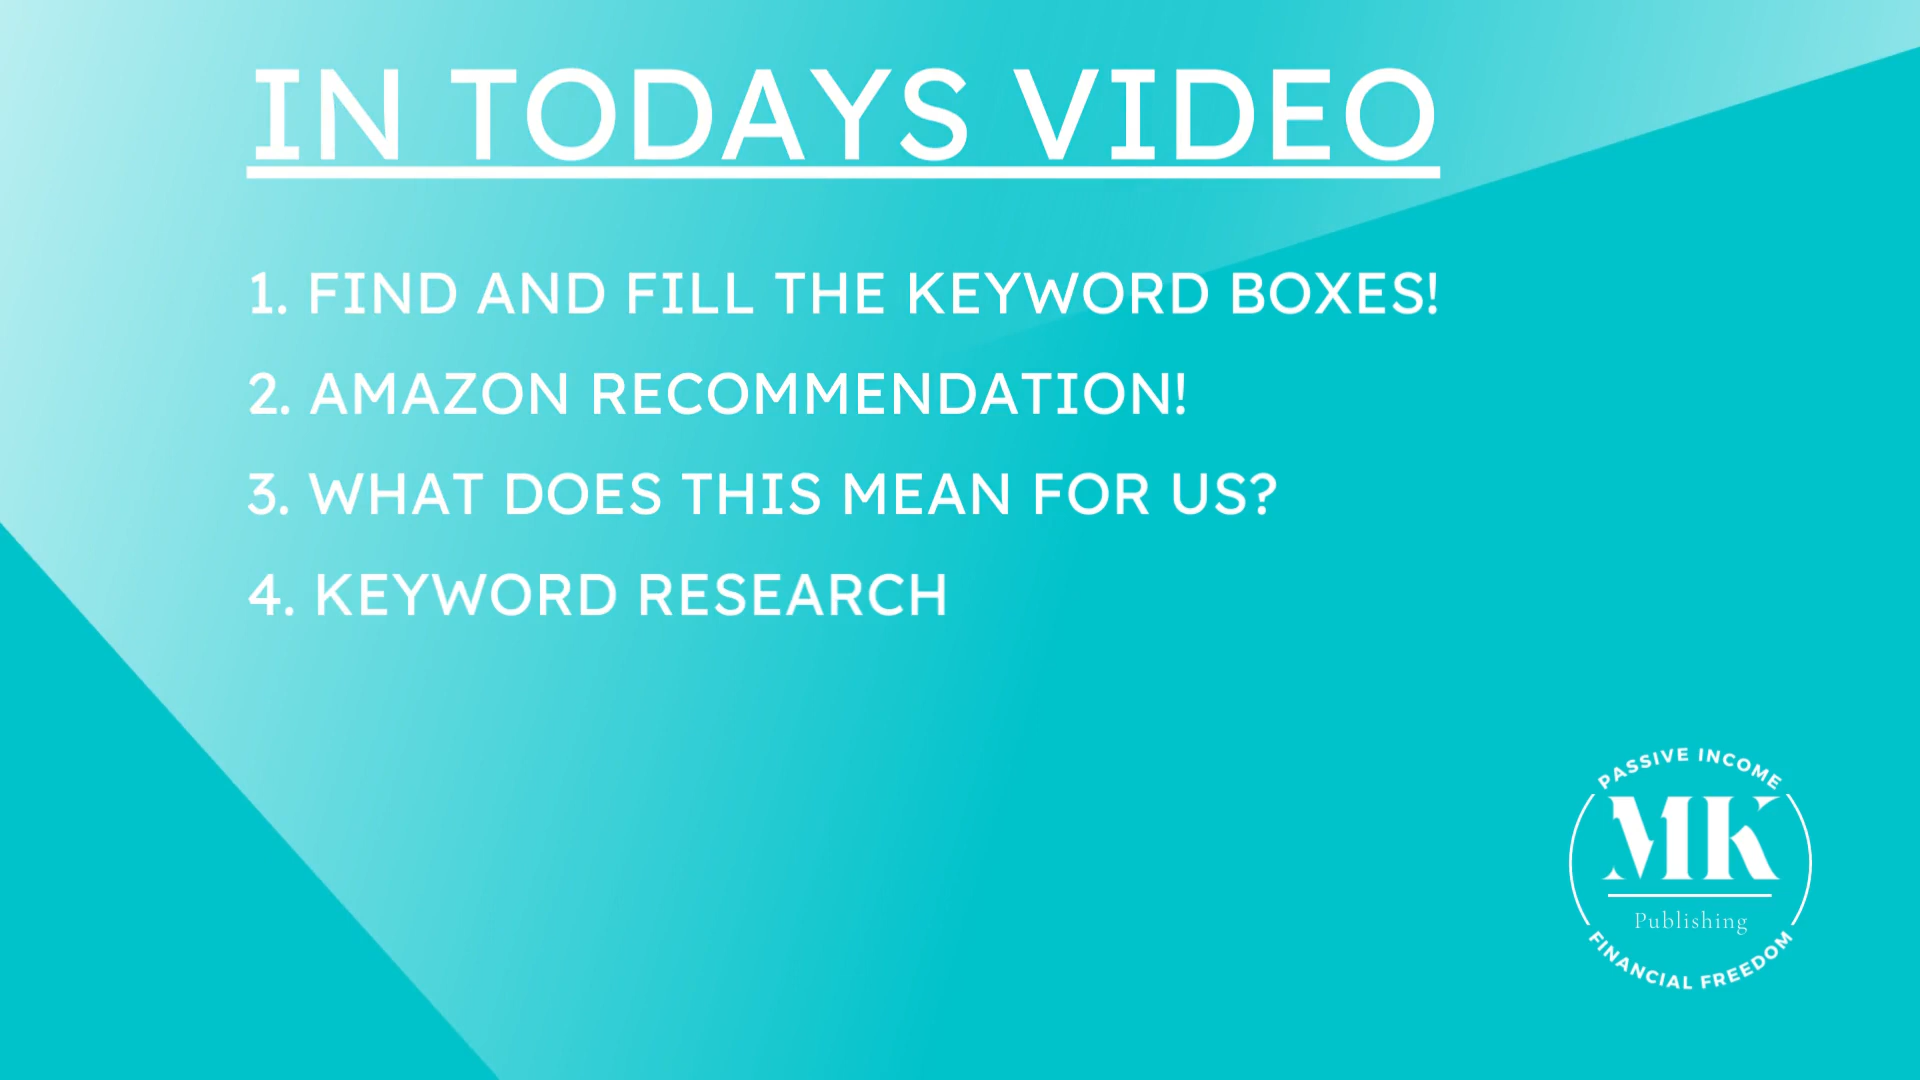 IN TODAYS VIDEO
1. FIND AND FILL THE KEYWORD BOXES!
2. AMAZON RECOMMENDATION!
3. WHAT DOES THIS MEAN FOR US?
4. KEYWORD RESEARCH
PASSIVE INCOME
MK
Publishing
FINANCIAL FREEDOM